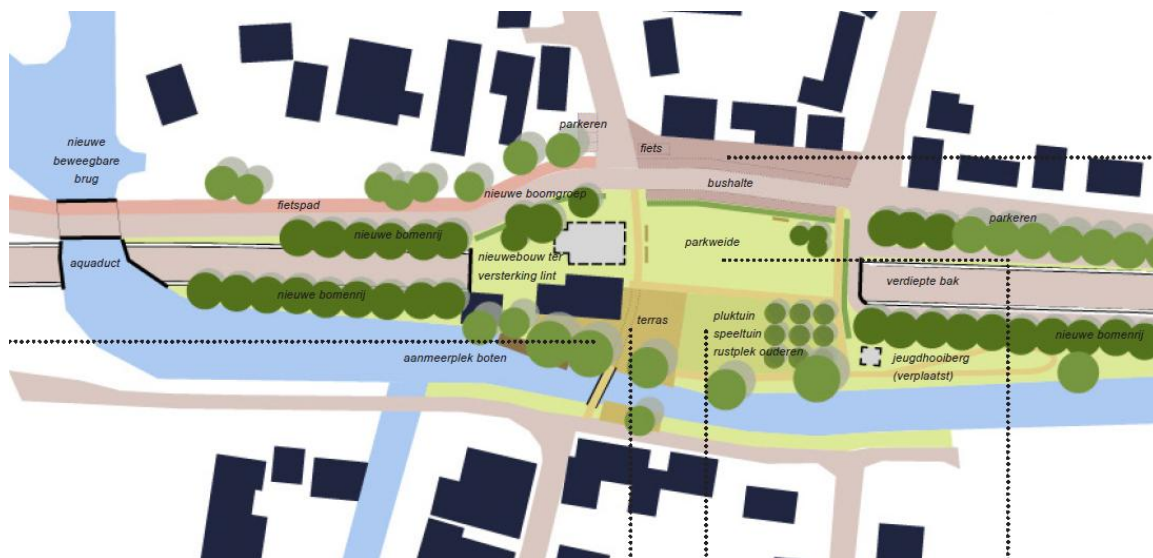 parkeren
nieuwe
beweegbare
brug
fiets
bushalte
nieuwe boomgroep
fietspad
parkeren
nieuwe bomenrij
parkweide
nieuwebouw ter
versterking lint
aquaduct
verdiepte bak
nieuwe bomenrij
terras
pluktuin
speeltuin
rustplek ouderen
nieuwe bomenrij
aanmeerplek boten
jeugdhooiberg
(verplaatst)